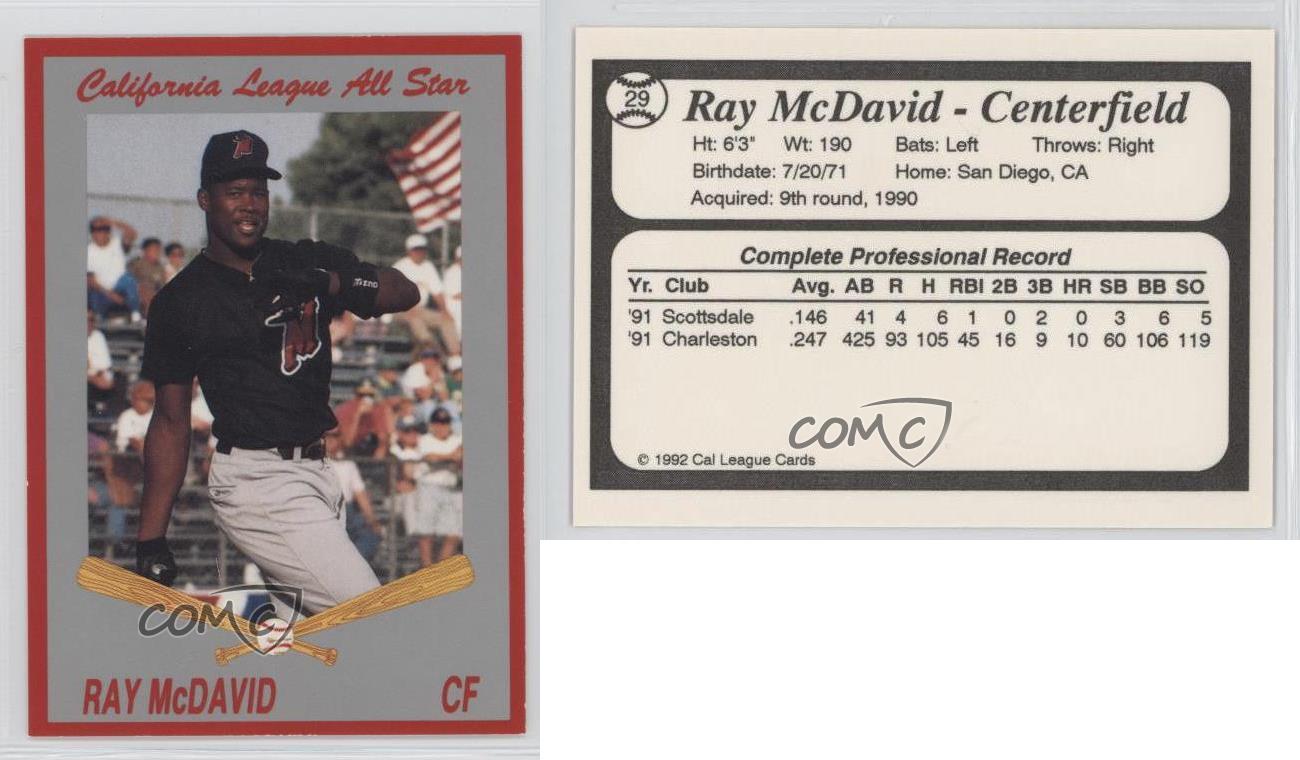 California League All Star
Mizuno
COMC
RAY McDAVID CF
29
Ray McDavid - Centerfield
Ht: 6'3" Wt: 190 Bats: Left Throws: Right
Birthdate: 7/20/71 Home: San Diego, CA
Acquired: 9th round, 1990
Complete Professional Record
Yr. Club Avg. AB R H RBI 2B 3B HR SB BB SO
'91 Scottsdale .146 41 4 6 1 0 2 0 3 6 5
'91 Charleston .247 425 93 105 45 16 9 10 60 106 119
COMC
© 1992 Cal League Cards